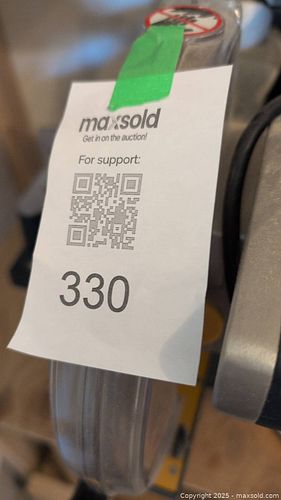 maxsold
Get in on the auction!
For support:
330
Copyright © 2025 - maxsold.com